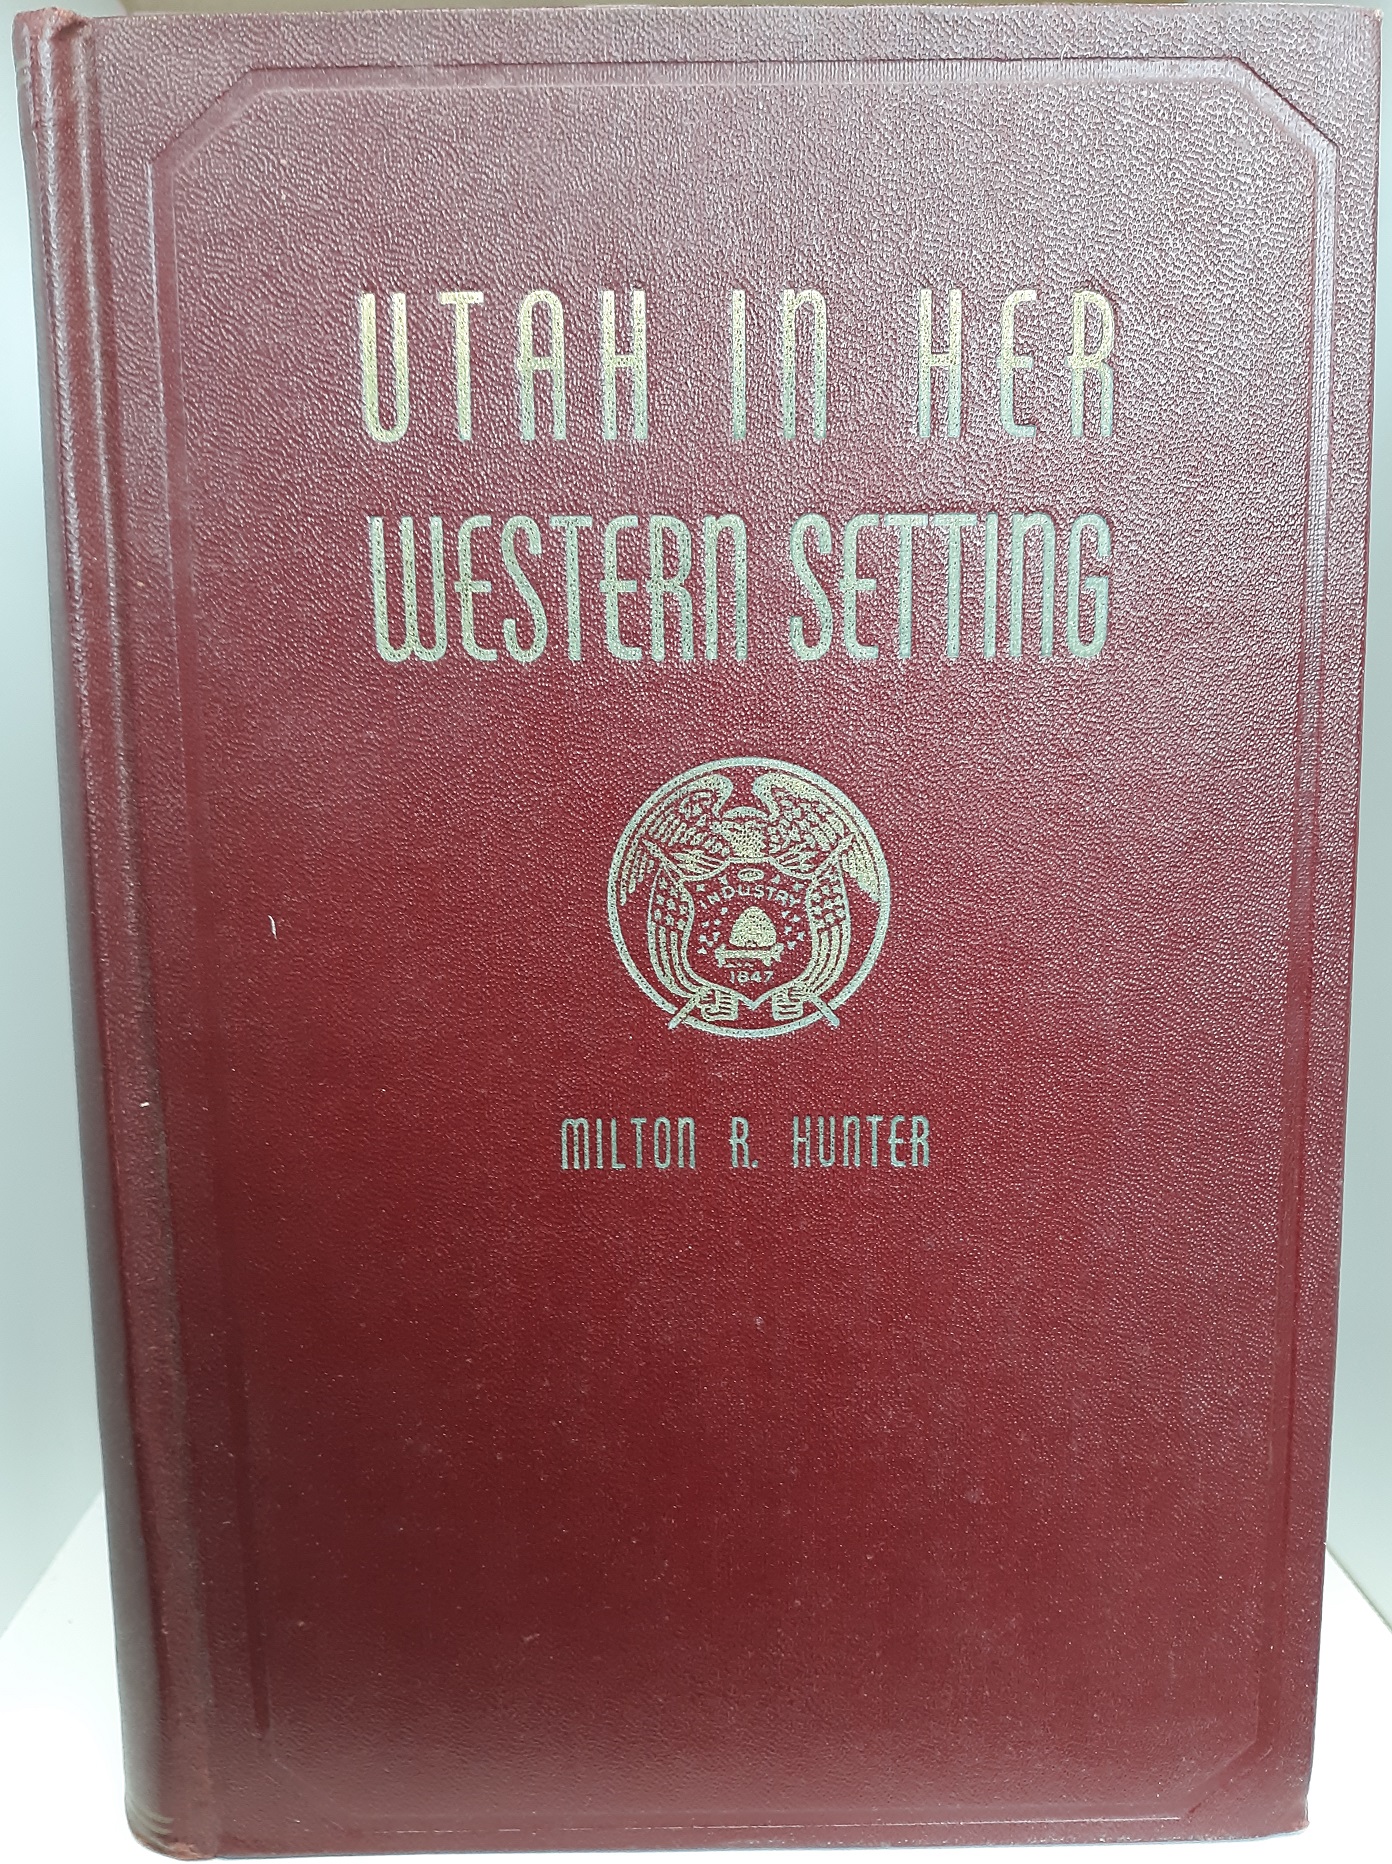 UTAH IN HER
WESTERN SETTING
INDUSTRY
1847
MILTON R. HUNTER